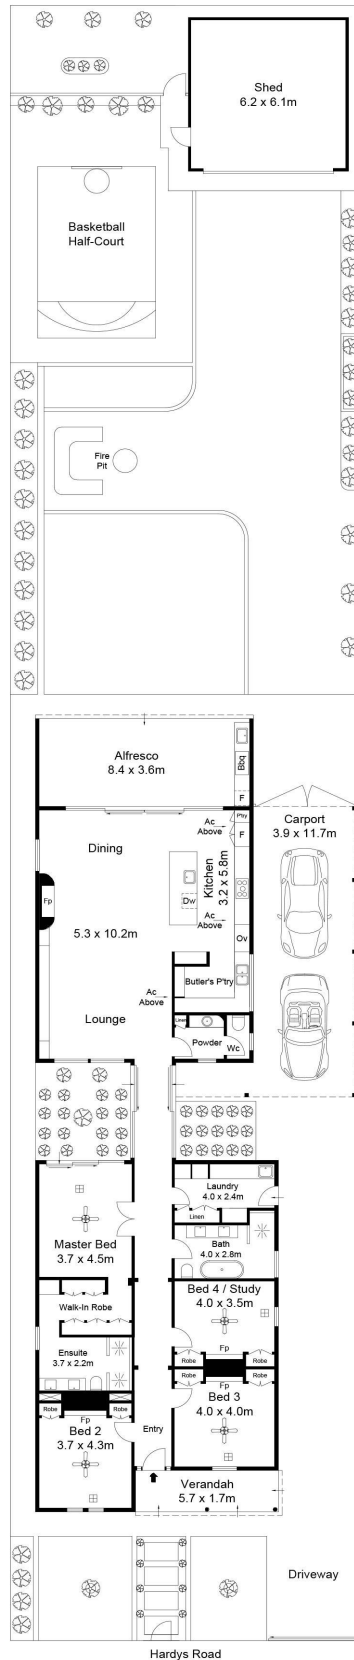 Shed
6.2 x 6.1m
Basketball
Half-Court
Fire
Pit
Alfresco
8.4 x 3.6m
Bbq
F
Carport
3.9 x 11.7m
Dining
Ac
Above
Ptry
F
Kitchen
3.2 x 5.8m
Dw
Fp
5.3 x 10.2m
Ac
Above
Ov
Butler's P'try
Ac
Above
Lounge
Linen
Powder
Wc
Laundry
4.0 x 2.4m
Linen
Master Bed
3.7 x 4.5m
Bath
4.0 x 2.8m
Walk-In Robe
Bed 4 / Study
4.0 x 3.5m
Ensuite
3.7 x 2.2m
Fp
Robe
Robe
Robe
Fp
Robe
Bed 3
4.0 x 4.0m
Robe
Fp
Robe
Bed 2
3.7 x 4.3m
Entry
Verandah
5.7 x 1.7m
Driveway
Hardys Road